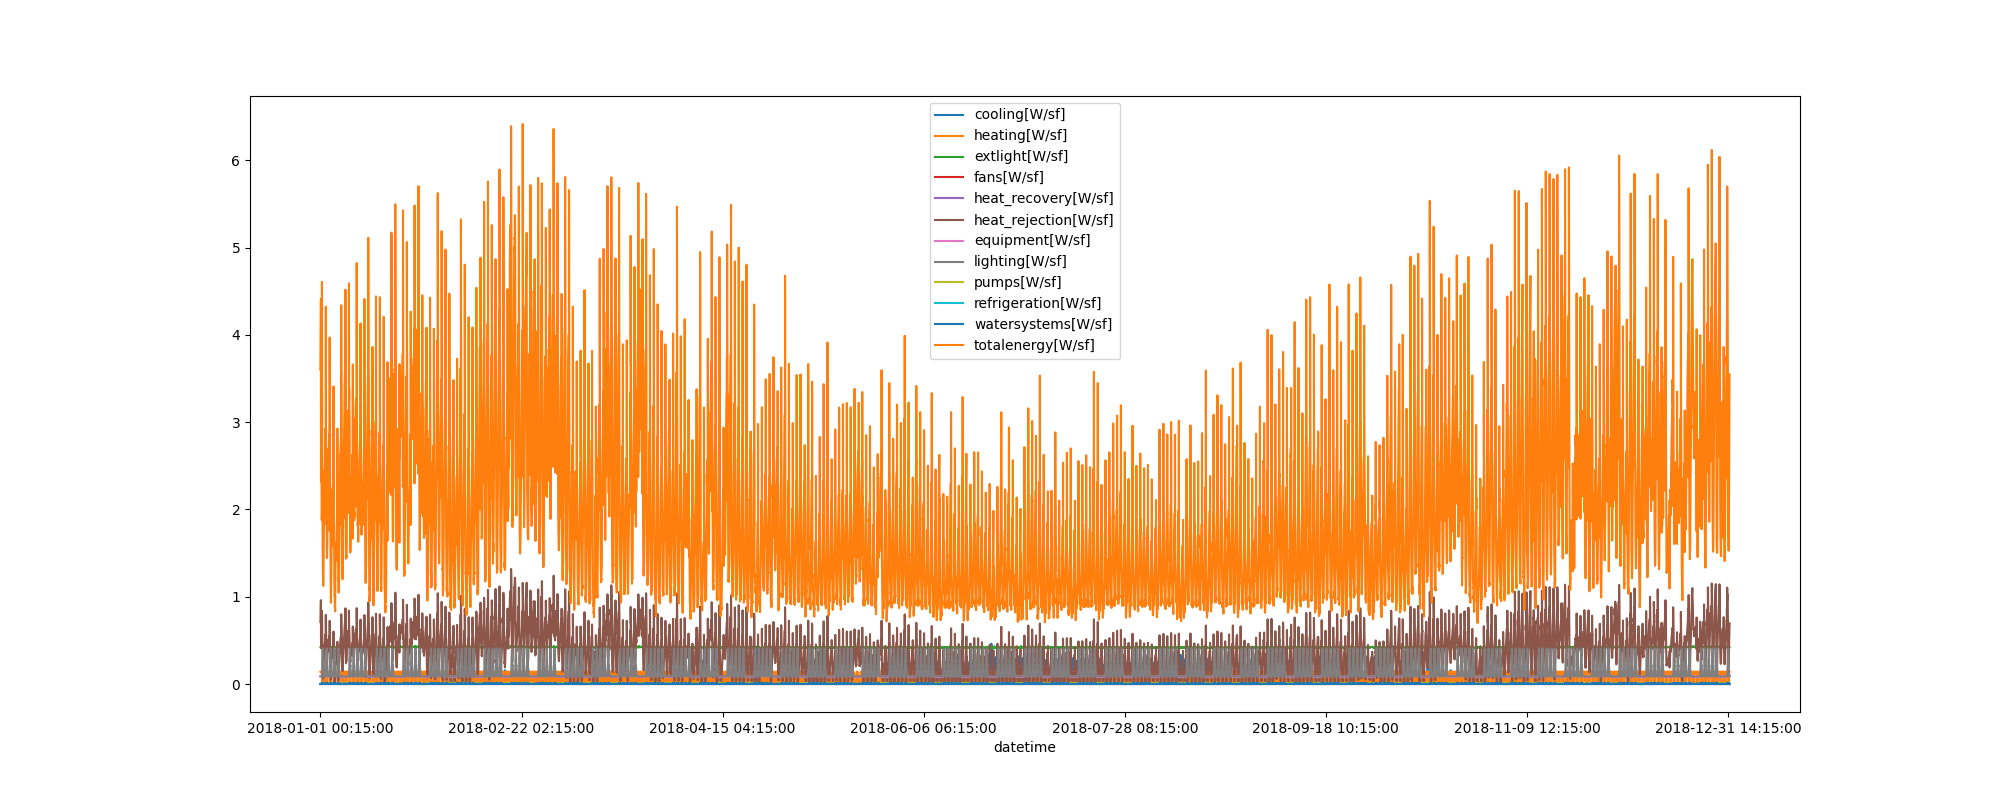 cooling[W/sf]
heating[W/sf]
extlight[W/sf]
fans[W/sf]
heat_recovery[W/sf]
heat_rejection[W/sf]
equipment[W/sf]
lighting[W/sf]
pumps[W/sf]
refrigeration[W/sf]
watersystems[W/sf]
totalenergy[W/sf]
6
5
4
3
2
1
0
2018-01-01 00:15:00
2018-02-22 02:15:00
2018-04-15 04:15:00
2018-06-06 06:15:00
2018-07-28 08:15:00
2018-09-18 10:15:00
2018-11-09 12:15:00
2018-12-31 14:15:00
datetime